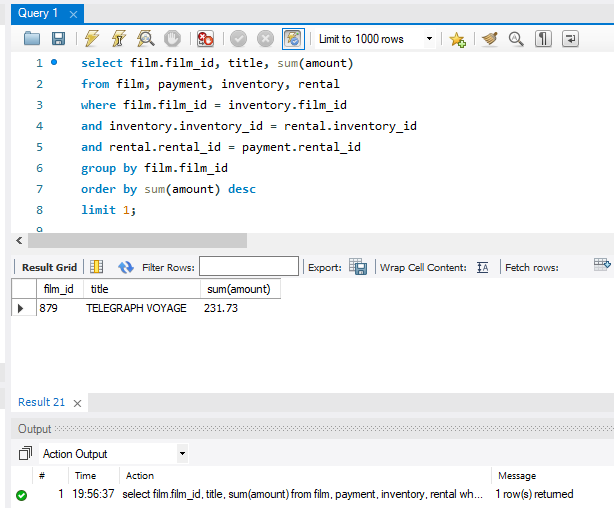 Query 1
Limit to 1000 rows
1 select film.film_id, title, sum(amount)
2 from film, payment, inventory, rental
3 where film.film_id = inventory.film_id
4 and inventory.inventory_id = rental.inventory_id
5 and rental.rental_id = payment.rental_id
6 group by film.film_id
7 order by sum(amount) desc
8 limit 1;
9
Result Grid Filter Rows: Export: Wrap Cell Content: IA Fetch rows:
film_id title sum(amount)
879 TELEGRAPH VOYAGE 231.73
Result 21
Output
Action Output
# Time Action Message
1 19:56:37 select film.film_id, title, sum(amount) from film, payment, inventory, rental wh... 1 row(s) returned